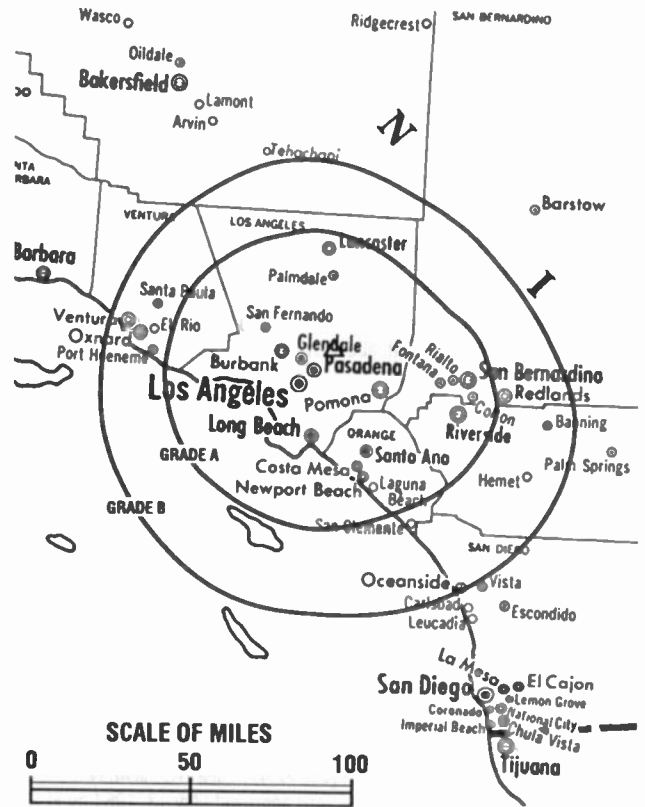 Wasco
Ridgecrest
SAN BERNARDINO
Oildale
Bakersfield
Lamont
Arvin
N
Tehachapi
NTA
RBARA
VENTURA
LOS ANGELES
Barstow
Barbara
Lancaster
Palmdale
I
Santa Paula
San Fernando
Ventura
El Rio
Oxnard
Port Hueneme
Glendale
Burbank
Pasadena
Fontana
Rialto
San Bernardino
Redlands
Los Angeles
Pomona
Colton
Riverside
Banning
Long Beach
ORANGE
GRADE A
Santa Ana
Palm Springs
Costa Mesa
Newport Beach
Laguna
Beach
Hemet
GRADE B
San Clemente
SAN DIEGO
Oceanside
Vista
Carlsbad
Leucadia
Escondido
La Mesa
El Cajon
San Diego
Lemon Grove
Coronado
National City
Imperial Beach
Chula Vista
Tijuana
SCALE OF MILES
0 50 100